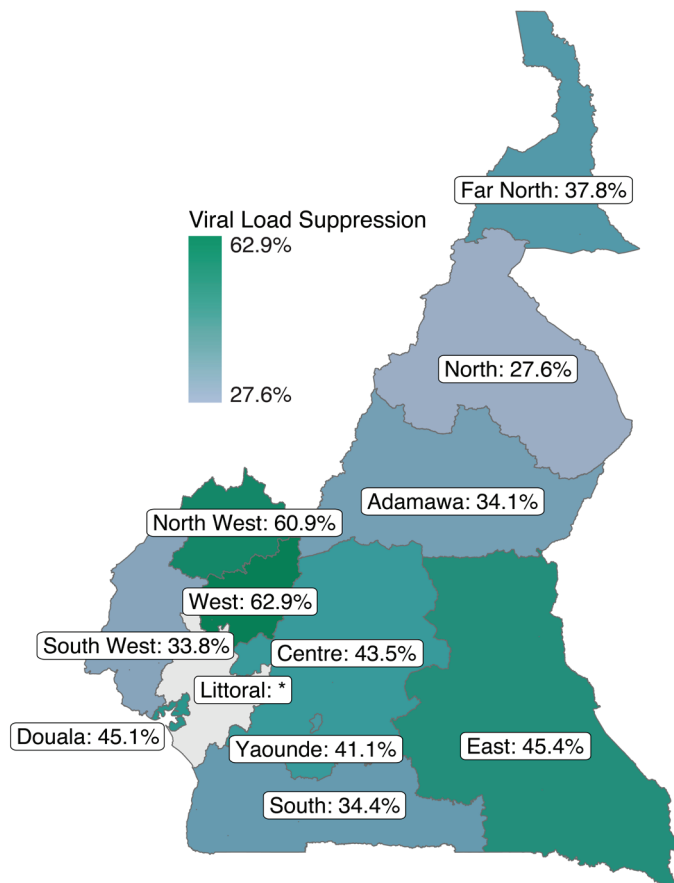 Far North: 37.8%
Viral Load Suppression
62.9%
27.6%
North: 27.6%
Adamawa: 34.1%
North West: 60.9%
West: 62.9%
South West: 33.8%
Centre: 43.5%
Littoral: *
Douala: 45.1%
Yaounde: 41.1%
East: 45.4%
South: 34.4%